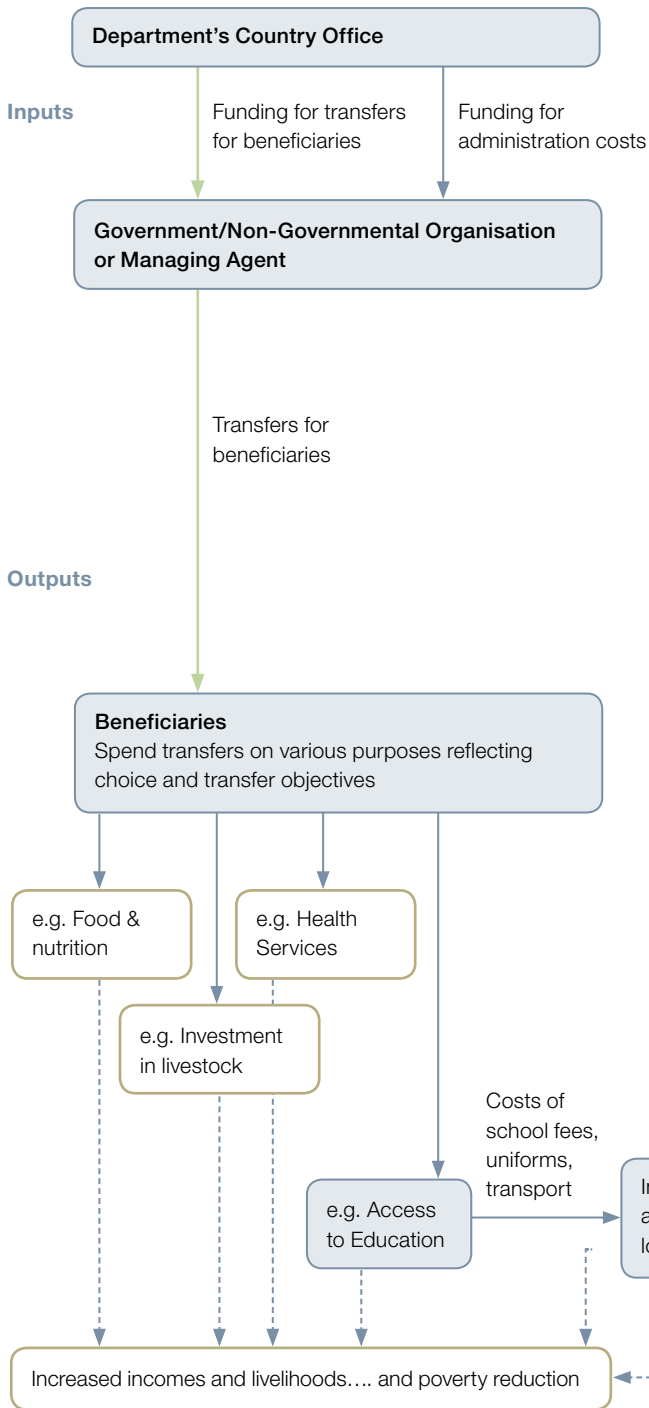 Department's Country Office
Inputs
Funding for transfers
for beneficiaries
Funding for
administration costs
Government/Non-Governmental Organisation
or Managing Agent
Transfers for
beneficiaries
Outputs
Beneficiaries
Spend transfers on various purposes reflecting
choice and transfer objectives
e.g. Food &
nutrition
e.g. Health
Services
e.g. Investment
in livestock
Costs of
school fees,
uniforms,
transport
e.g. Access
to Education
Increased incomes and livelihoods…. and poverty reduction